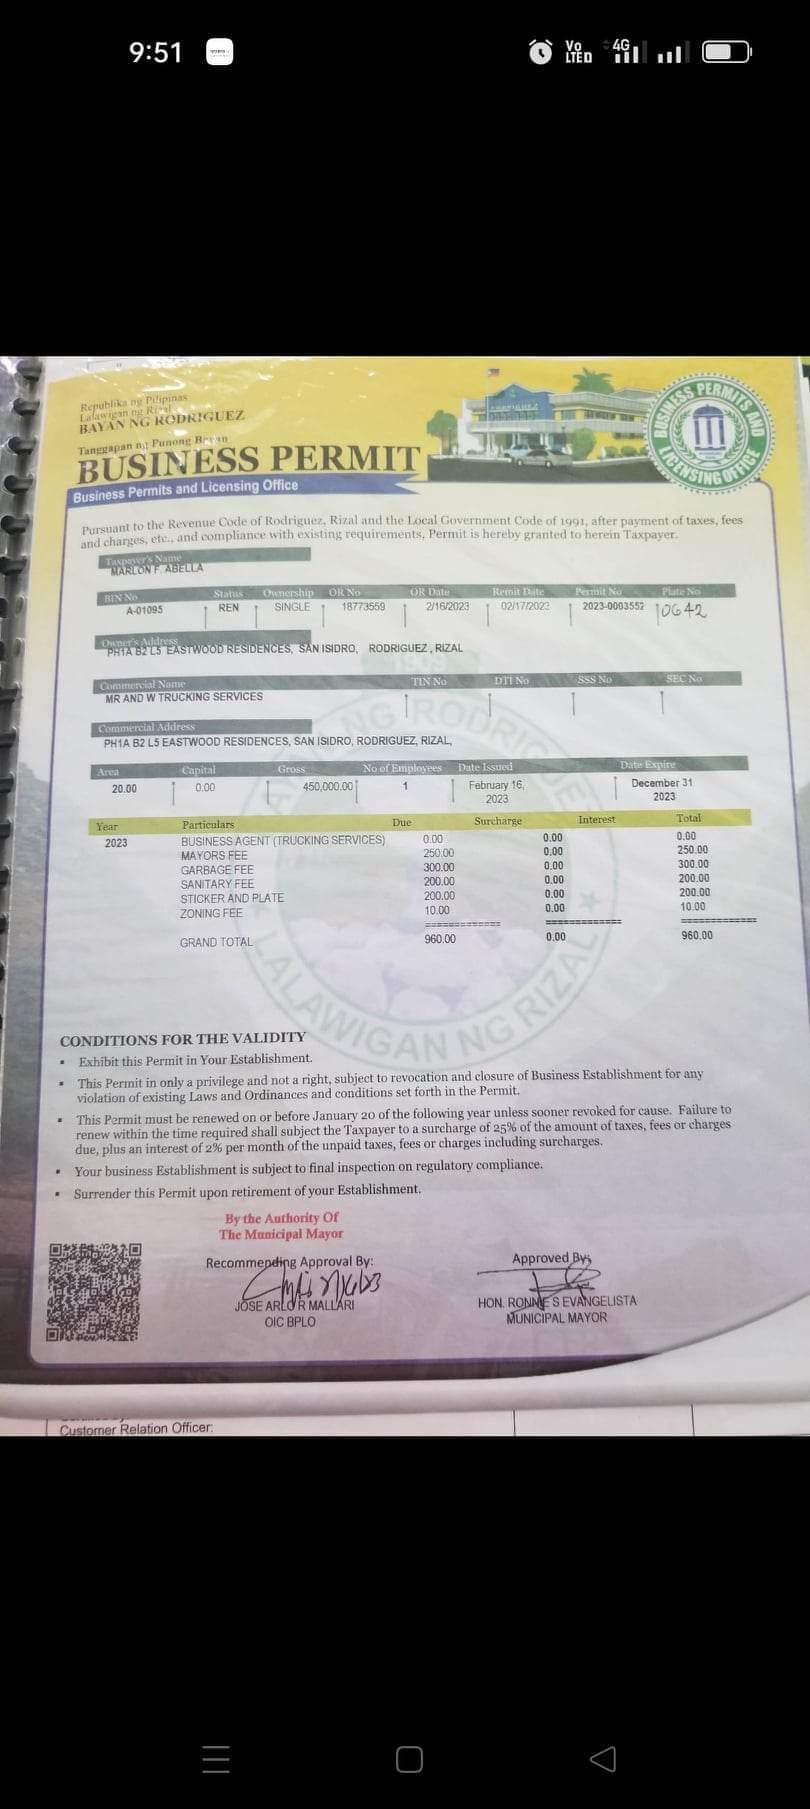 9:51
Vo LTE 4G
Republika ng Pilipinas
Lalawigan ng Rizal
BAYAN NG RODRIGUEZ
Tanggapan ng Punong Bayan
BUSINESS PERMIT
Business Permits and Licensing Office
BUSINESS PERMITS AND LICENSING OFFICE
Pursuant to the Revenue Code of Rodriguez, Rizal and the Local Government Code of 1991, after payment of taxes, fees
and charges, etc., and compliance with existing requirements, Permit is hereby granted to herein Taxpayer.
Taxpayer's Name
MARLON F. ABELLA
BIN No Status Ownership OR No OR Date Remit Date Permit No Plate No
A-01095 REN SINGLE 18773559 2/16/2023 02/17/2023 2023-0003552 10642
Owner's Address
PH1A B2 L5 EASTWOOD RESIDENCES, SAN ISIDRO, RODRIGUEZ, RIZAL
Commercial Name TIN No DTI No SSS No SEC No
MR AND W TRUCKING SERVICES
Commercial Address
PH1A B2 L5 EASTWOOD RESIDENCES, SAN ISIDRO, RODRIGUEZ, RIZAL,
Area Capital Gross No of Employees Date Issued Date Expire
20.00 0.00 450,000.00 1 February 16, December 31
2023 2023
Year Particulars Due Surcharge Interest Total
2023 BUSINESS AGENT (TRUCKING SERVICES) 0.00 0.00 0.00
MAYORS FEE 250.00 0.00 250.00
GARBAGE FEE 300.00 0.00 300.00
SANITARY FEE 200.00 0.00 200.00
STICKER AND PLATE 200.00 0.00 200.00
ZONING FEE 10.00 0.00 10.00
============ ============ ============
GRAND TOTAL 960.00 0.00 960.00
LALAWIGAN NG RIZAL
CONDITIONS FOR THE VALIDITY
▪ Exhibit this Permit in Your Establishment.
▪ This Permit in only a privilege and not a right, subject to revocation and closure of Business Establishment for any
violation of existing Laws and Ordinances and conditions set forth in the Permit.
▪ This Permit must be renewed on or before January 20 of the following year unless sooner revoked for cause. Failure to
renew within the time required shall subject the Taxpayer to a surcharge of 25% of the amount of taxes, fees or charges
due, plus an interest of 2% per month of the unpaid taxes, fees or charges including surcharges.
▪ Your business Establishment is subject to final inspection on regulatory compliance.
▪ Surrender this Permit upon retirement of your Establishment.
By the Authority Of
The Municipal Mayor
Recommending Approval By: Approved By:
JOSE ARLO R MALLARI HON. RONNIE S EVANGELISTA
OIC BPLO MUNICIPAL MAYOR
Customer Relation Officer: